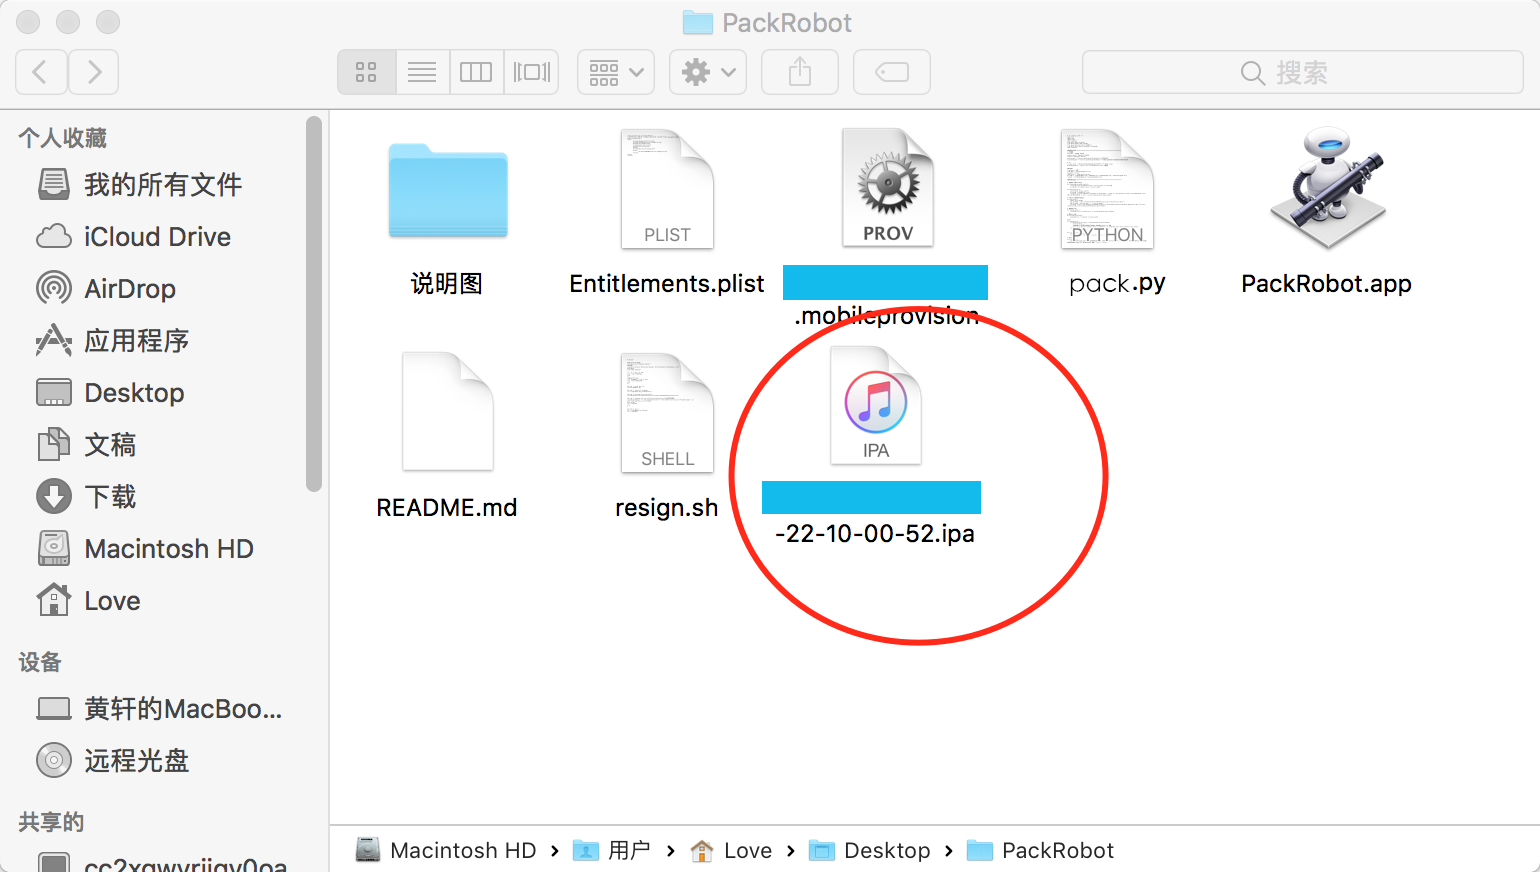 PackRobot
搜索
个人收藏
我的所有文件
iCloud Drive
AirDrop
应用程序
Desktop
文稿
下载
Macintosh HD
Love
设备
黄轩的MacBoo...
远程光盘
共享的
PLIST
PROV
PYTHON
说明图
Entitlements.plist
.mobileprovision
pack.py
PackRobot.app
SHELL
IPA
README.md
resign.sh
-22-10-00-52.ipa
Macintosh HD › 用户 › Love › Desktop › PackRobot